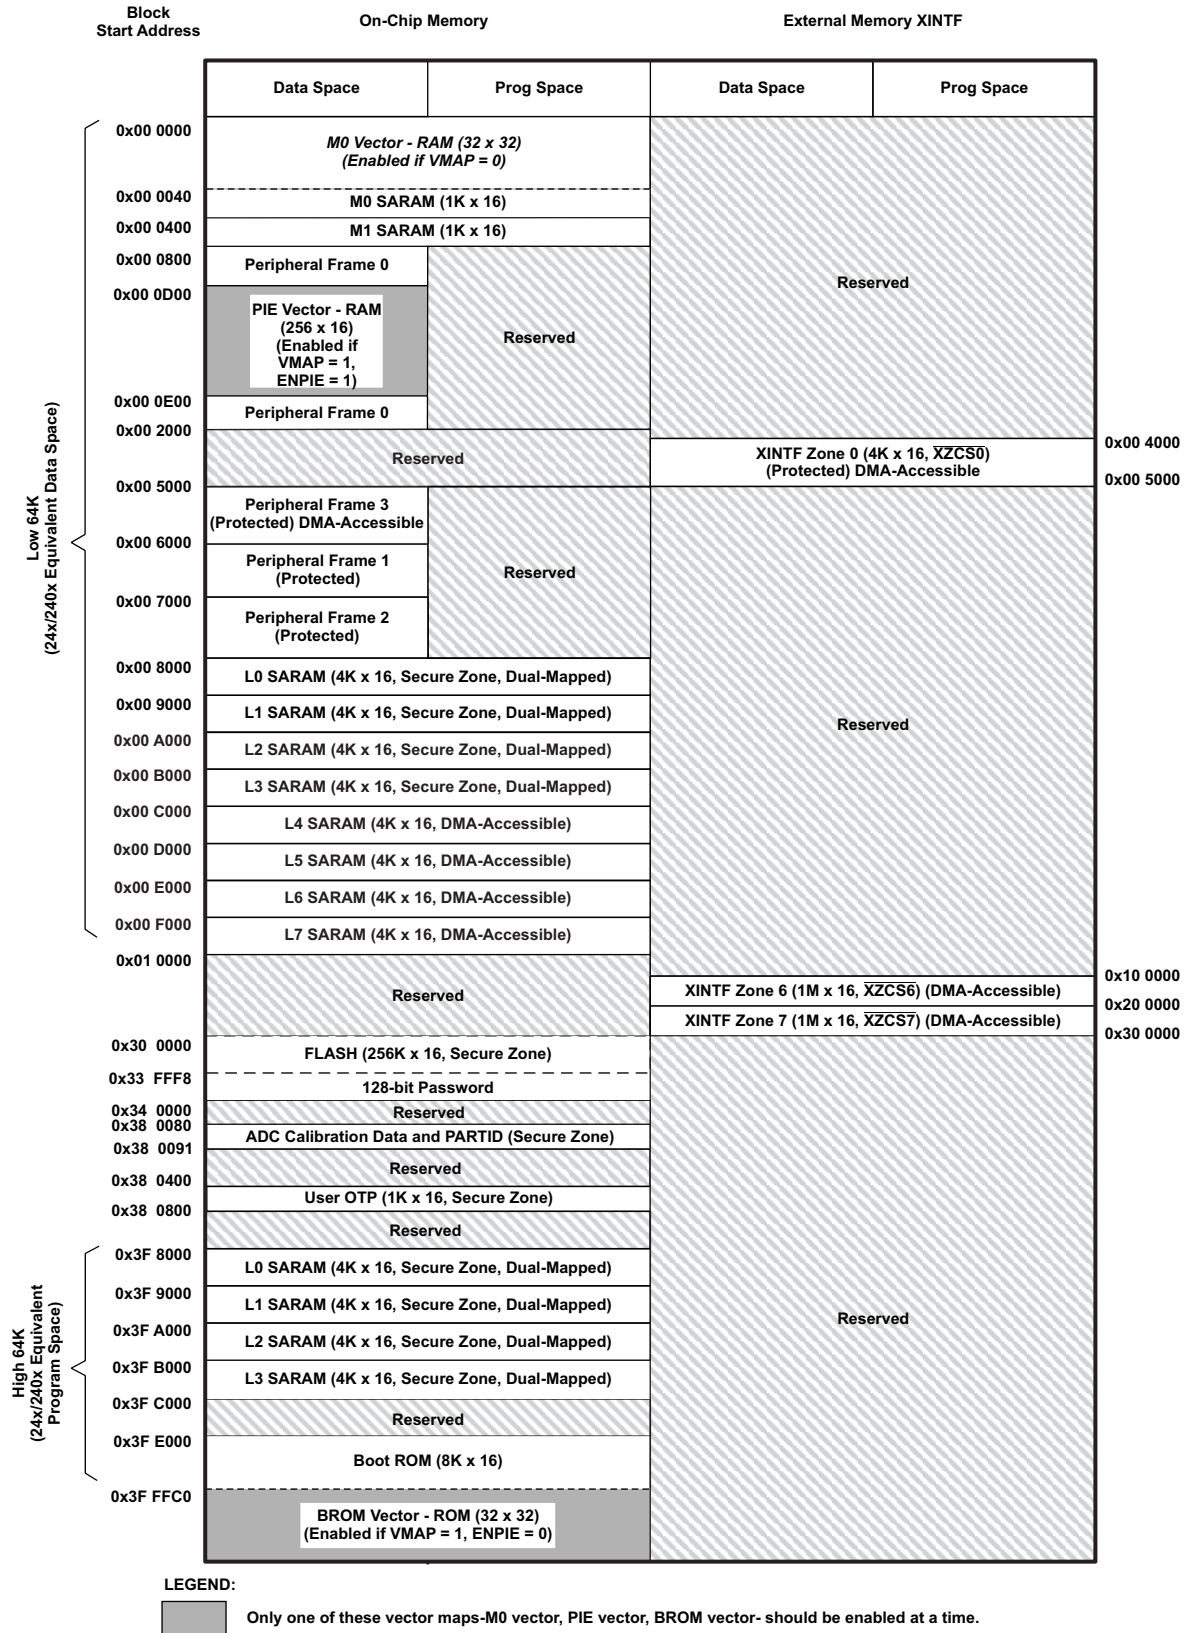 Block
Start Address
On-Chip Memory
External Memory XINTF
Data Space
Prog Space
Data Space
Prog Space
0x00 0000
M0 Vector - RAM (32 x 32)
(Enabled if VMAP = 0)
0x00 0040
M0 SARAM (1K x 16)
0x00 0400
M1 SARAM (1K x 16)
0x00 0800
Peripheral Frame 0
0x00 0D00
PIE Vector - RAM
(256 x 16)
(Enabled if
VMAP = 1,
ENPIE = 1)
Reserved
Reserved
0x00 0E00
Peripheral Frame 0
0x00 2000
Reserved
XINTF Zone 0 (4K x 16, XZCS0)
(Protected) DMA-Accessible
0x00 4000
0x00 5000
0x00 5000
Peripheral Frame 3
(Protected) DMA-Accessible
0x00 6000
Peripheral Frame 1
(Protected)
Reserved
0x00 7000
Peripheral Frame 2
(Protected)
Low 64K
(24x/240x Equivalent Data Space)
0x00 8000
L0 SARAM (4K x 16, Secure Zone, Dual-Mapped)
0x00 9000
L1 SARAM (4K x 16, Secure Zone, Dual-Mapped)
Reserved
0x00 A000
L2 SARAM (4K x 16, Secure Zone, Dual-Mapped)
0x00 B000
L3 SARAM (4K x 16, Secure Zone, Dual-Mapped)
0x00 C000
L4 SARAM (4K x 16, DMA-Accessible)
0x00 D000
L5 SARAM (4K x 16, DMA-Accessible)
0x00 E000
L6 SARAM (4K x 16, DMA-Accessible)
0x00 F000
L7 SARAM (4K x 16, DMA-Accessible)
0x01 0000
Reserved
0x10 0000
XINTF Zone 6 (1M x 16, XZCS6) (DMA-Accessible)
0x20 0000
XINTF Zone 7 (1M x 16, XZCS7) (DMA-Accessible)
0x30 0000
0x30 0000
FLASH (256K x 16, Secure Zone)
0x33 FFF8
128-bit Password
0x34 0000
Reserved
0x38 0080
ADC Calibration Data and PARTID (Secure Zone)
0x38 0091
Reserved
0x38 0400
User OTP (1K x 16, Secure Zone)
0x38 0800
Reserved
0x3F 8000
L0 SARAM (4K x 16, Secure Zone, Dual-Mapped)
0x3F 9000
L1 SARAM (4K x 16, Secure Zone, Dual-Mapped)
Reserved
0x3F A000
L2 SARAM (4K x 16, Secure Zone, Dual-Mapped)
0x3F B000
L3 SARAM (4K x 16, Secure Zone, Dual-Mapped)
High 64K
(24x/240x Equivalent
Program Space)
0x3F C000
Reserved
0x3F E000
Boot ROM (8K x 16)
0x3F FFC0
BROM Vector - ROM (32 x 32)
(Enabled if VMAP = 1, ENPIE = 0)
LEGEND:
Only one of these vector maps-M0 vector, PIE vector, BROM vector- should be enabled at a time.